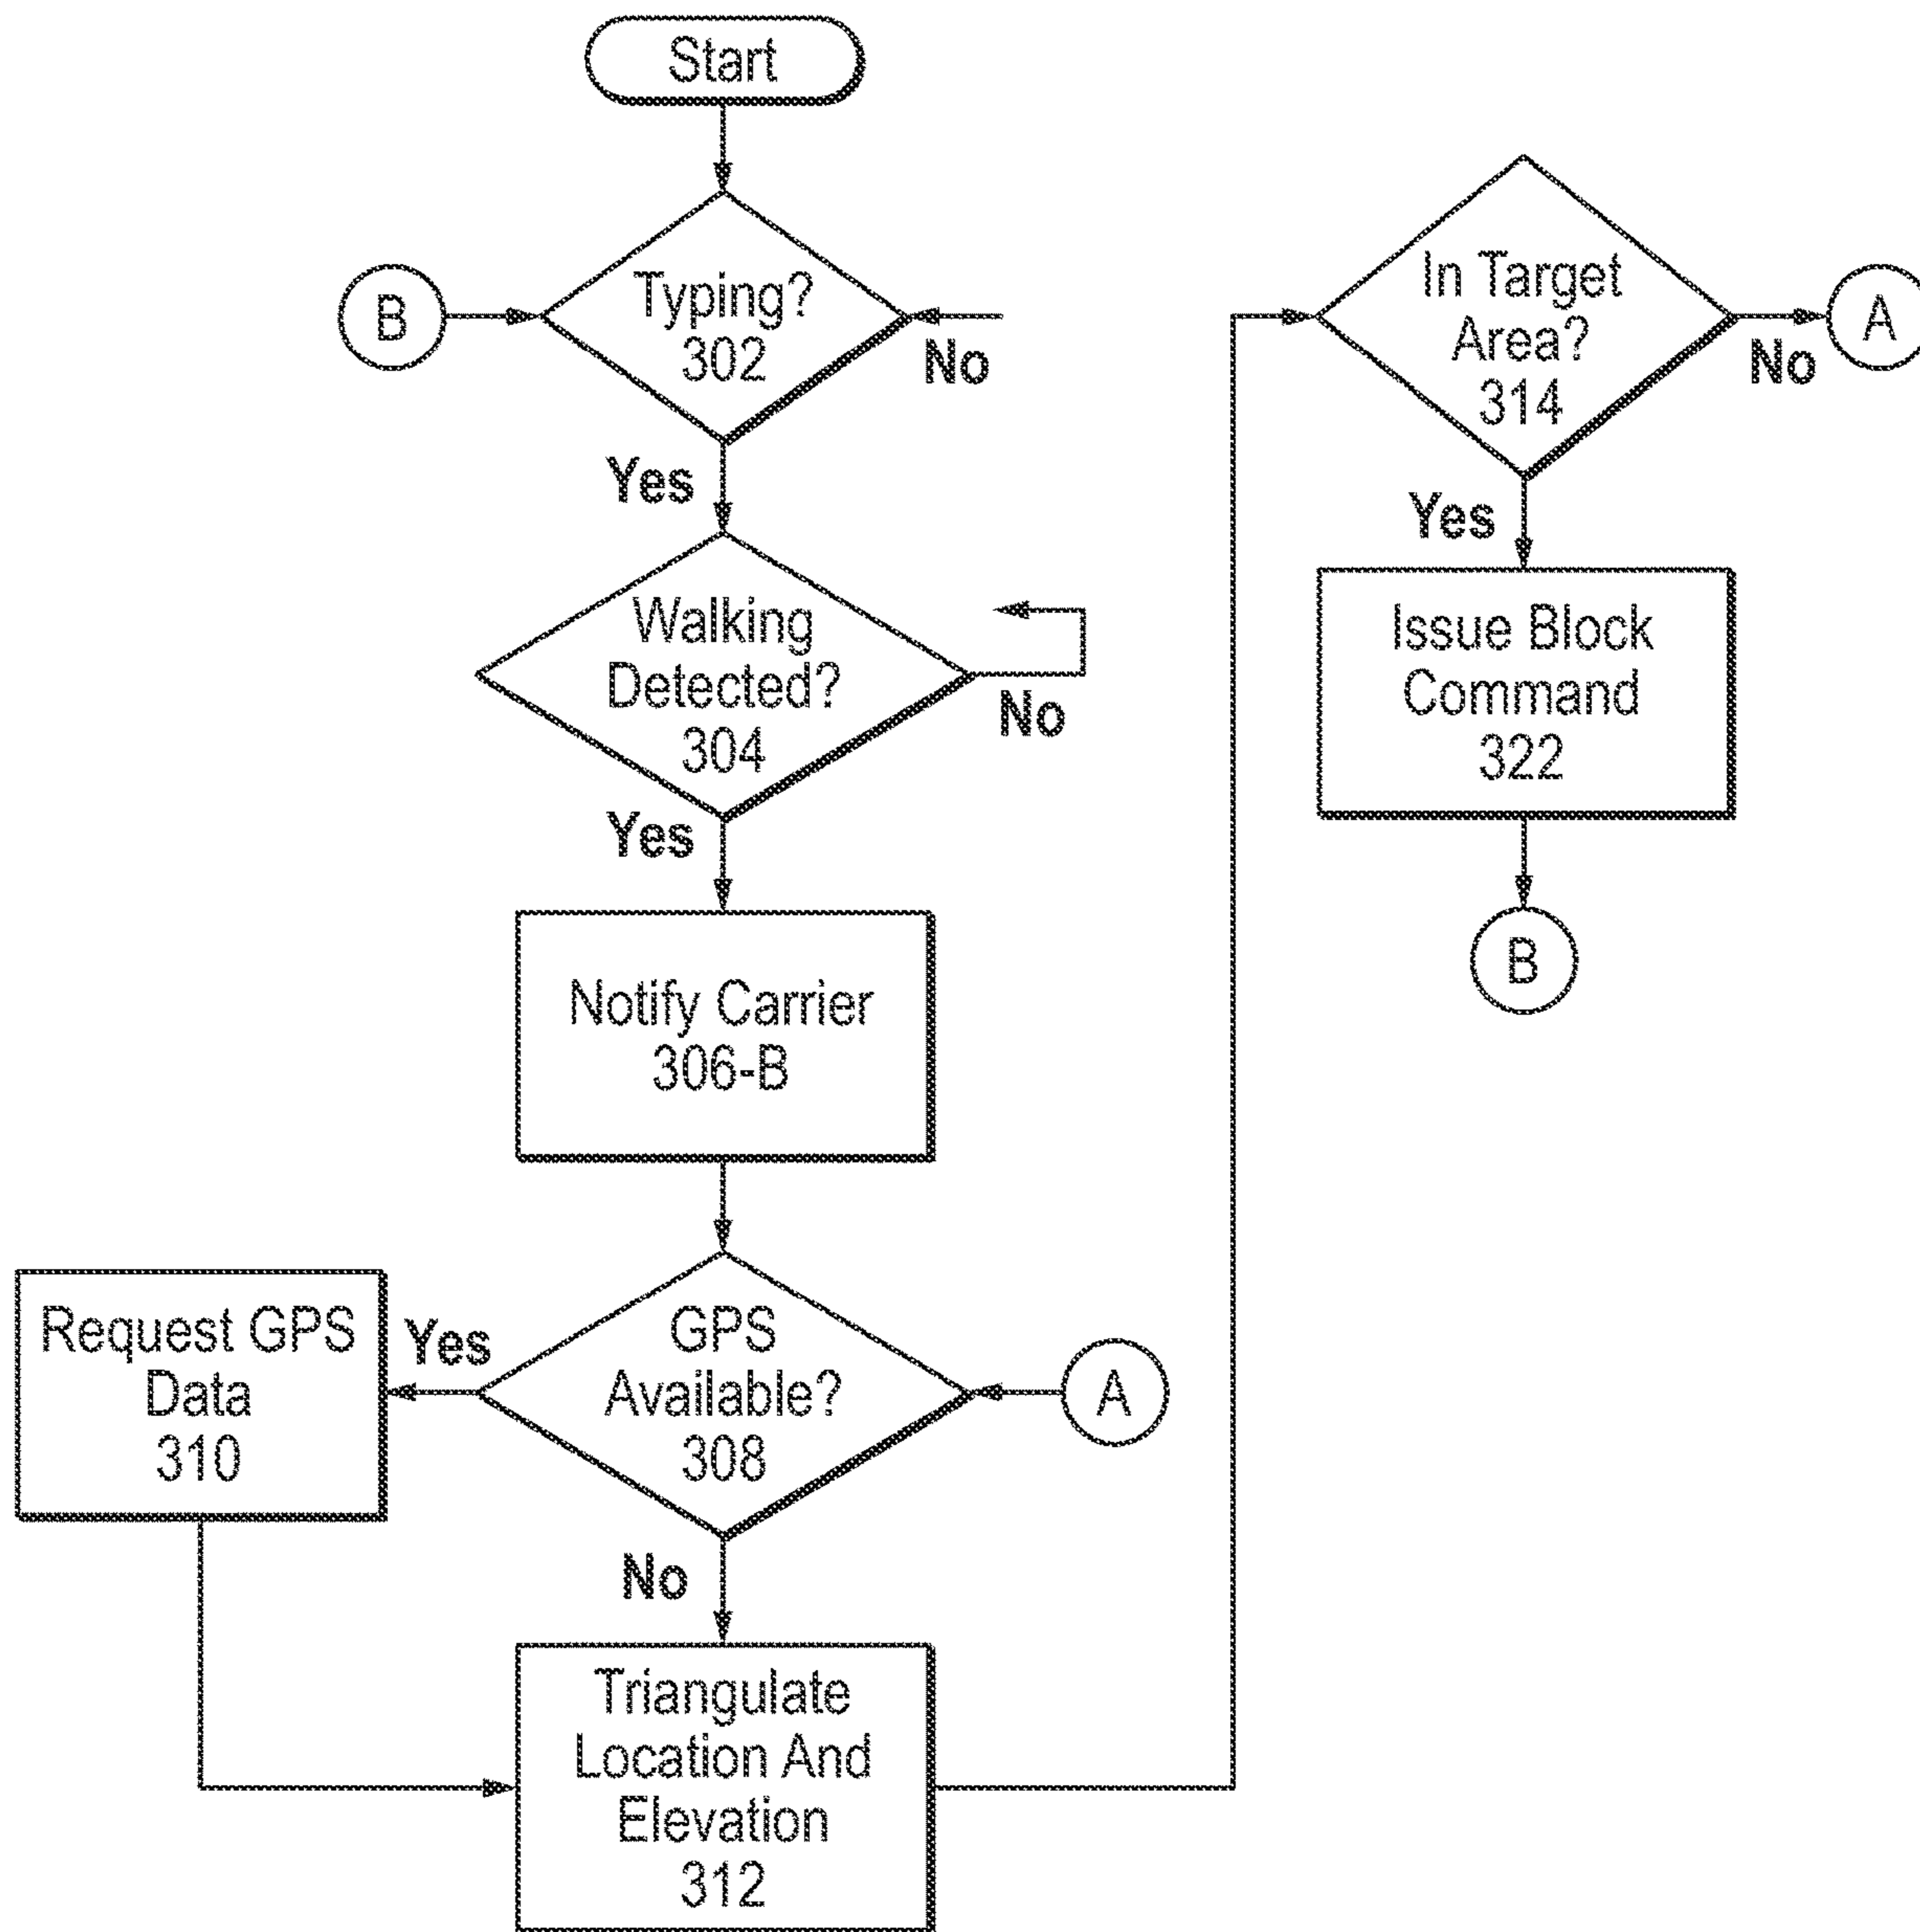 Start
B
Typing?
302
No
Yes
Walking
Detected?
304
No
Yes
Notify Carrier
306-B
Request GPS
Data
310
Yes
GPS
Available?
308
A
No
Triangulate
Location And
Elevation
312
In Target
Area?
314
No
A
Yes
Issue Block
Command
322
B